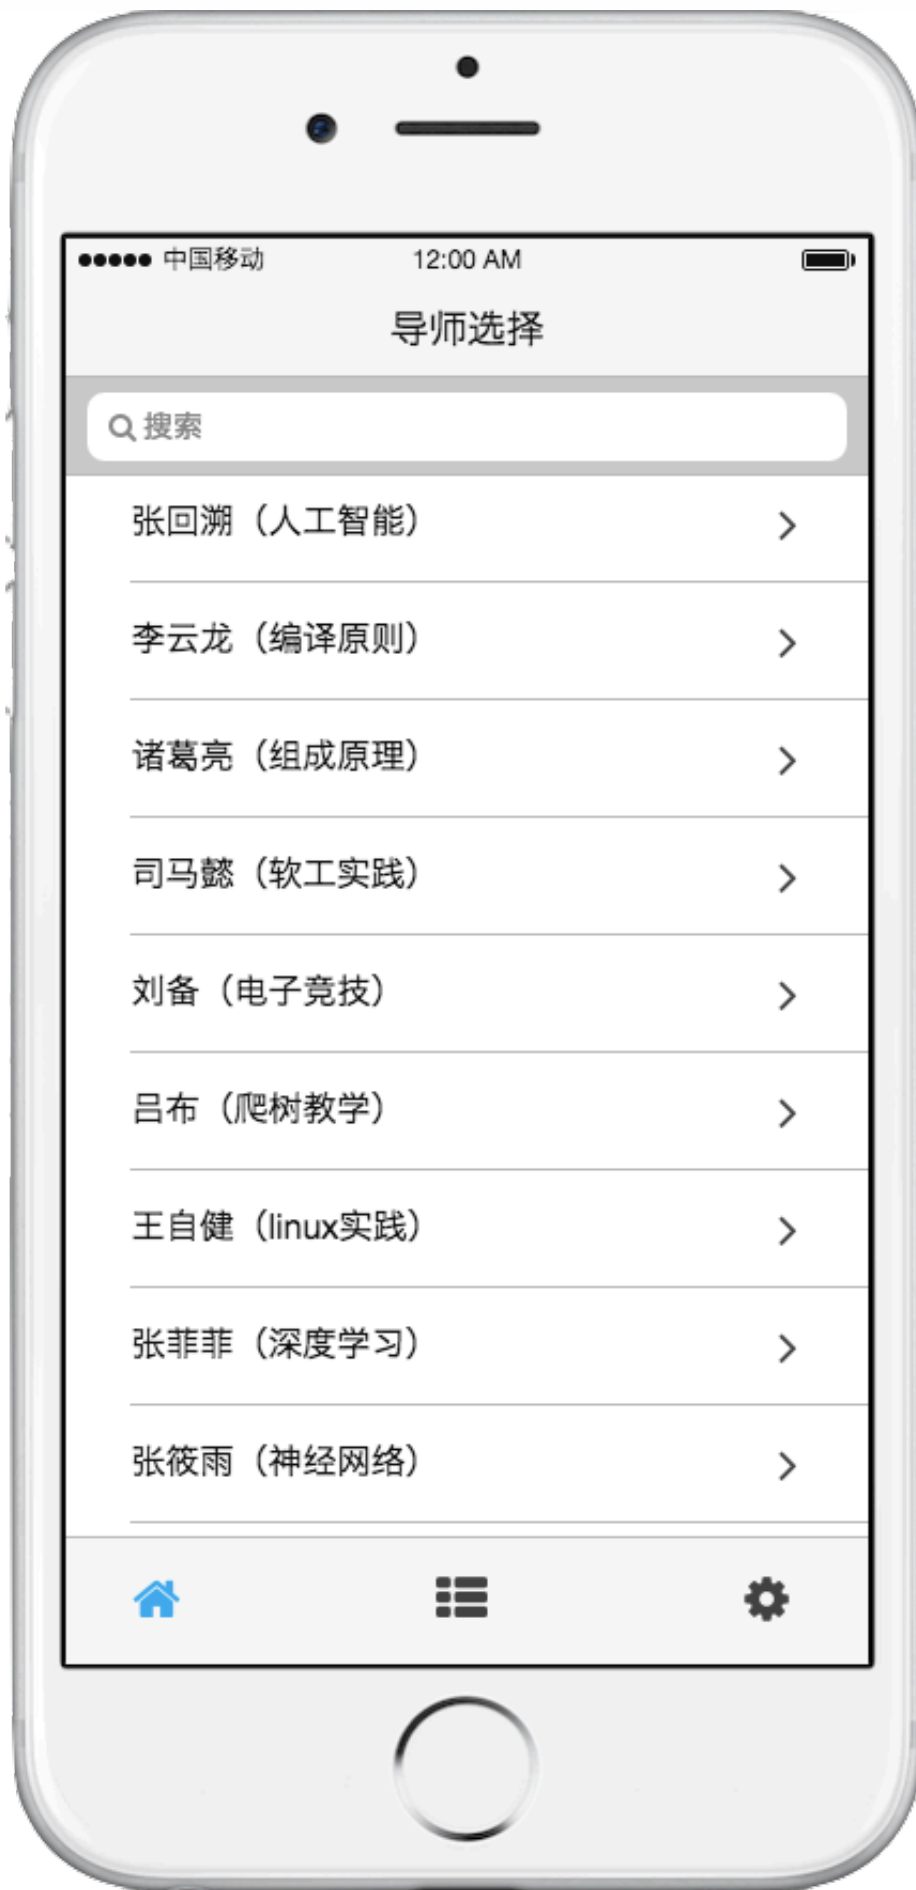 中国移动 12:00 AM
导师选择
搜索
张回溯（人工智能）
李云龙（编译原则）
诸葛亮（组成原理）
司马懿（软工实践）
刘备（电子竞技）
吕布（爬树教学）
王自健（linux实践）
张菲菲（深度学习）
张筱雨（神经网络）